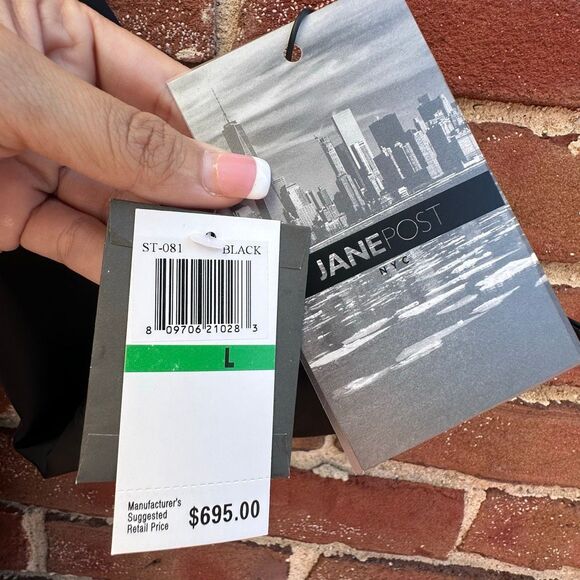 ST-081 BLACK
8 09706 21028 3
L
Manufacturer's
Suggested
Retail Price
$695.00
JANEPOST
NYC